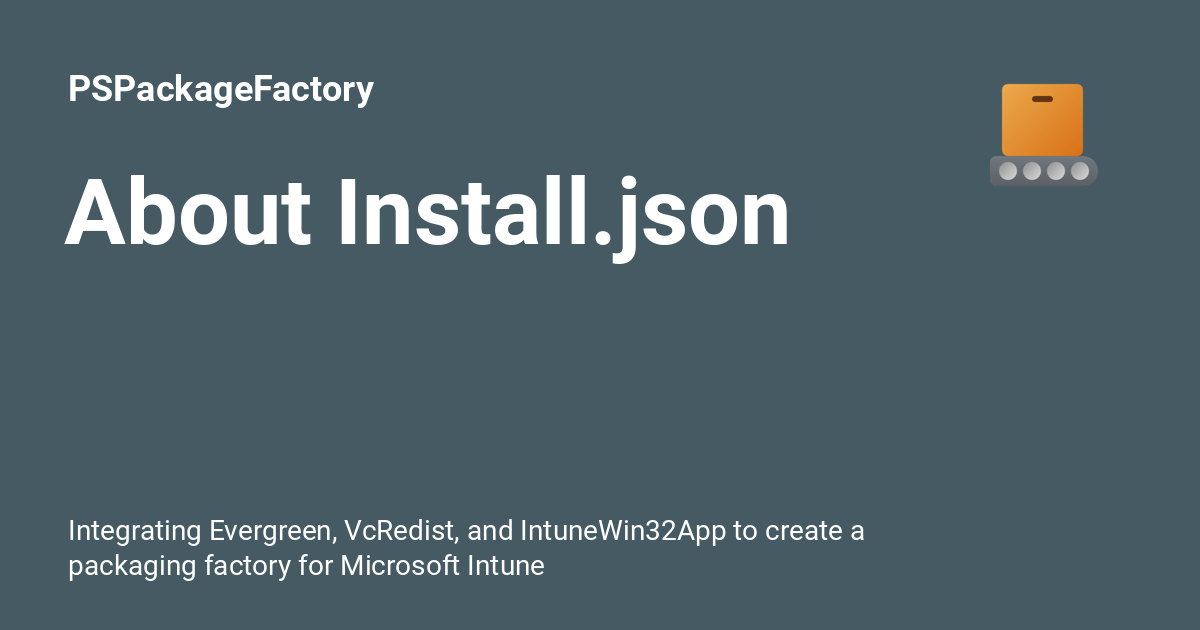 PSPackageFactory
About Install.json
Integrating Evergreen, VcRedist, and IntuneWin32App to create a
packaging factory for Microsoft Intune